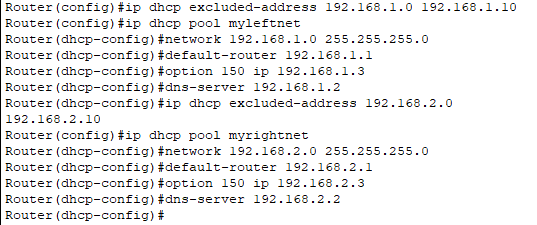 Router(config)#ip dhcp excluded-address 192.168.1.0 192.168.1.10
Router(config)#ip dhcp pool myleftnet
Router(dhcp-config)#network 192.168.1.0 255.255.255.0
Router(dhcp-config)#default-router 192.168.1.1
Router(dhcp-config)#option 150 ip 192.168.1.3
Router(dhcp-config)#dns-server 192.168.1.2
Router(dhcp-config)#ip dhcp excluded-address 192.168.2.0
192.168.2.10
Router(config)#ip dhcp pool myrightnet
Router(dhcp-config)#network 192.168.2.0 255.255.255.0
Router(dhcp-config)#default-router 192.168.2.1
Router(dhcp-config)#option 150 ip 192.168.2.3
Router(dhcp-config)#dns-server 192.168.2.2
Router(dhcp-config)#